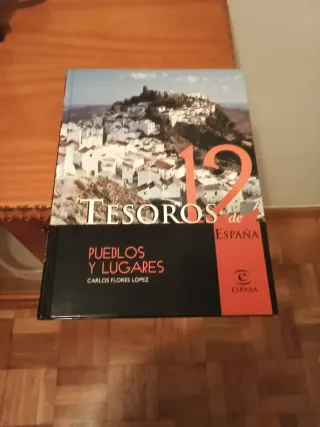 12
TESOROS de
ESPAÑA
PUEBLOS
Y LUGARES
CARLOS FLORES LÓPEZ
e
ESPASA